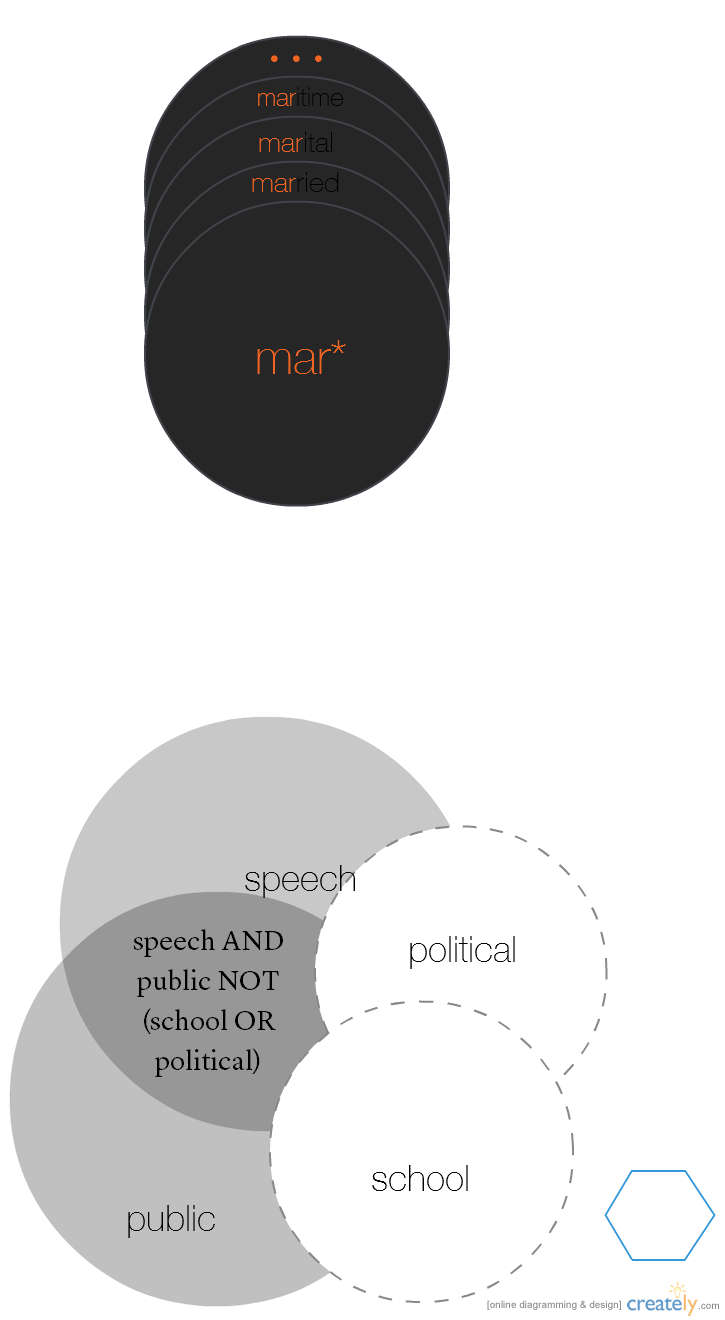 • • •
maritime
marital
married
mar*
speech
speech AND
public NOT
(school OR
political)
political
school
public
[online diagramming & design] creately.com